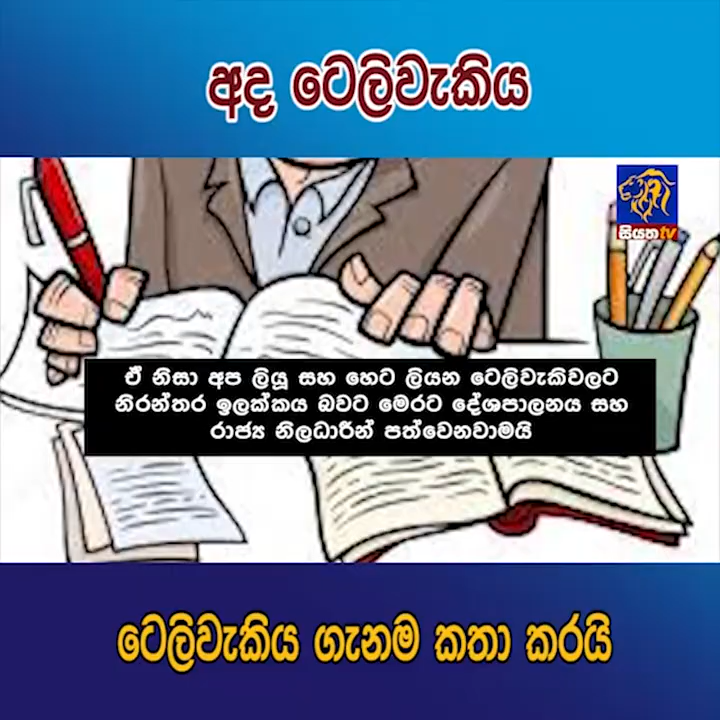 අද ටෙලිවැකිය
සියත tv
ඒ නිසා අප ලියූ සහ හෙට ලියන ටෙලිවැකිවලට
නිරන්තර ඉලක්කය බවට මෙරට දේශපාලනය සහ
රාජ්‍ය නිලධාරීන් පත්වෙනවාමයි
ටෙලිවැකිය ගැනම කතා කරයි